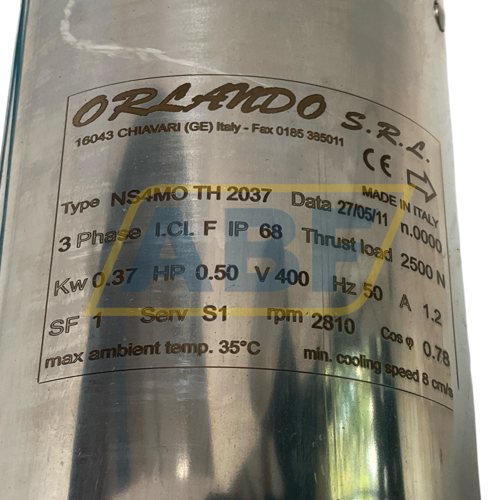 ORLANDO S.R.L.
16043 CHIAVARI (GE) Italy - Fax 0185 385011
CE
MADE IN ITALY
Type NS4MO TH 2037 Data 27/05/11 n.0000
3 Phase I.Cl. F IP 68 Thrust load 2500 N
Kw 0.37 HP 0.50 V 400 Hz 50 A 1.2
SF 1 Serv S1 rpm 2810 Cos φ 0.78
max ambient temp. 35°C min. cooling speed 8 cm/s
ABF